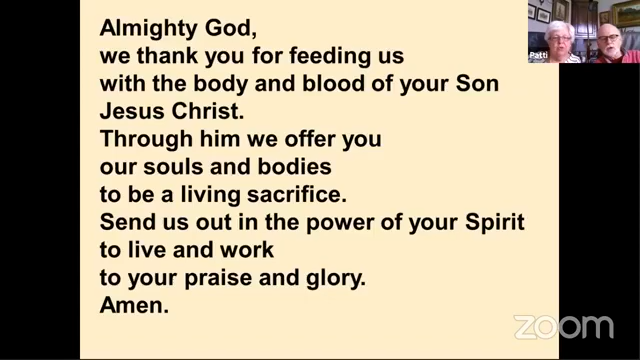 Almighty God,
we thank you for feeding us
with the body and blood of your Son
Jesus Christ.
Through him we offer you
our souls and bodies
to be a living sacrifice.
Send us out in the power of your Spirit
to live and work
to your praise and glory.
Amen.
Patti
zoom